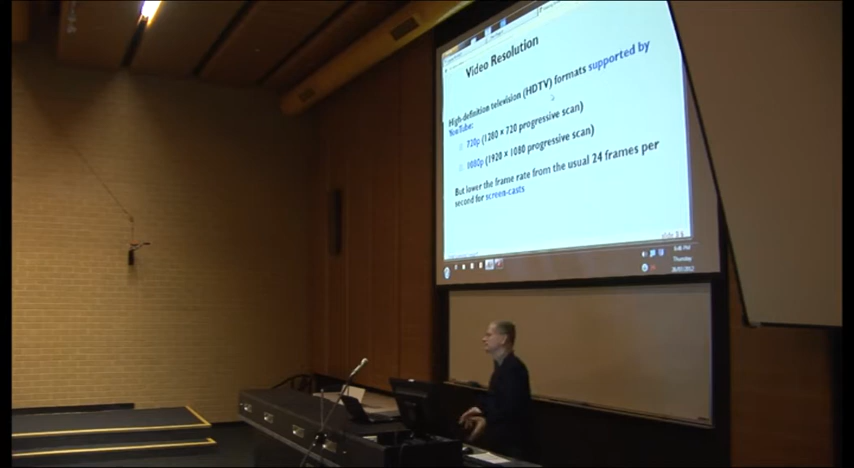 Video Resolution
High-definition television (HDTV) formats supported by
YouTube:
720p (1280 × 720 progressive scan)
1080p (1920 × 1080 progressive scan)
But lower the frame rate from the usual 24 frames per
second for screen-casts
Thursday